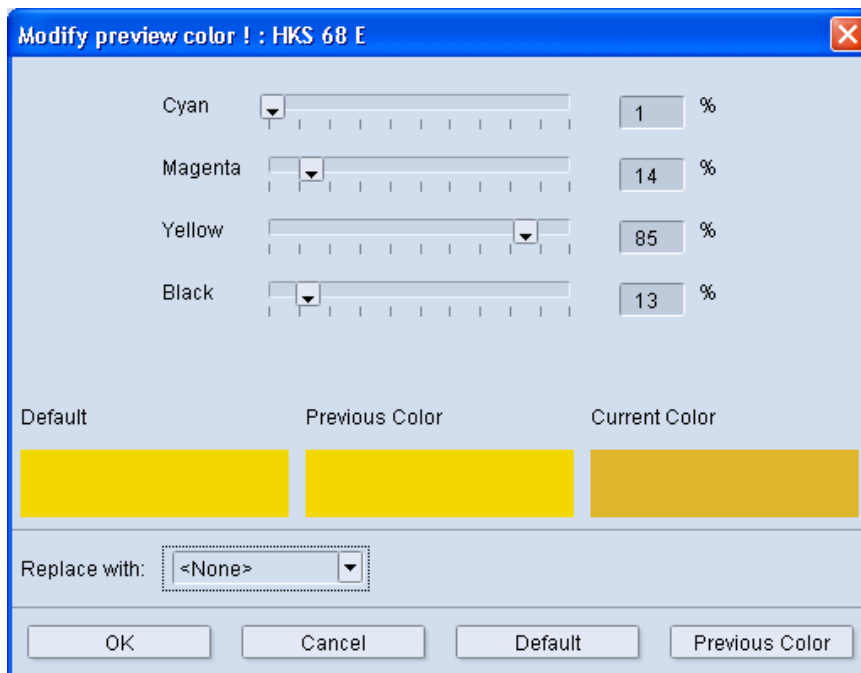 Modify preview color ! : HKS 68 E
Cyan 1 %
Magenta 14 %
Yellow 85 %
Black 13 %
Default Previous Color Current Color
Replace with: <None>
OK Cancel Default Previous Color